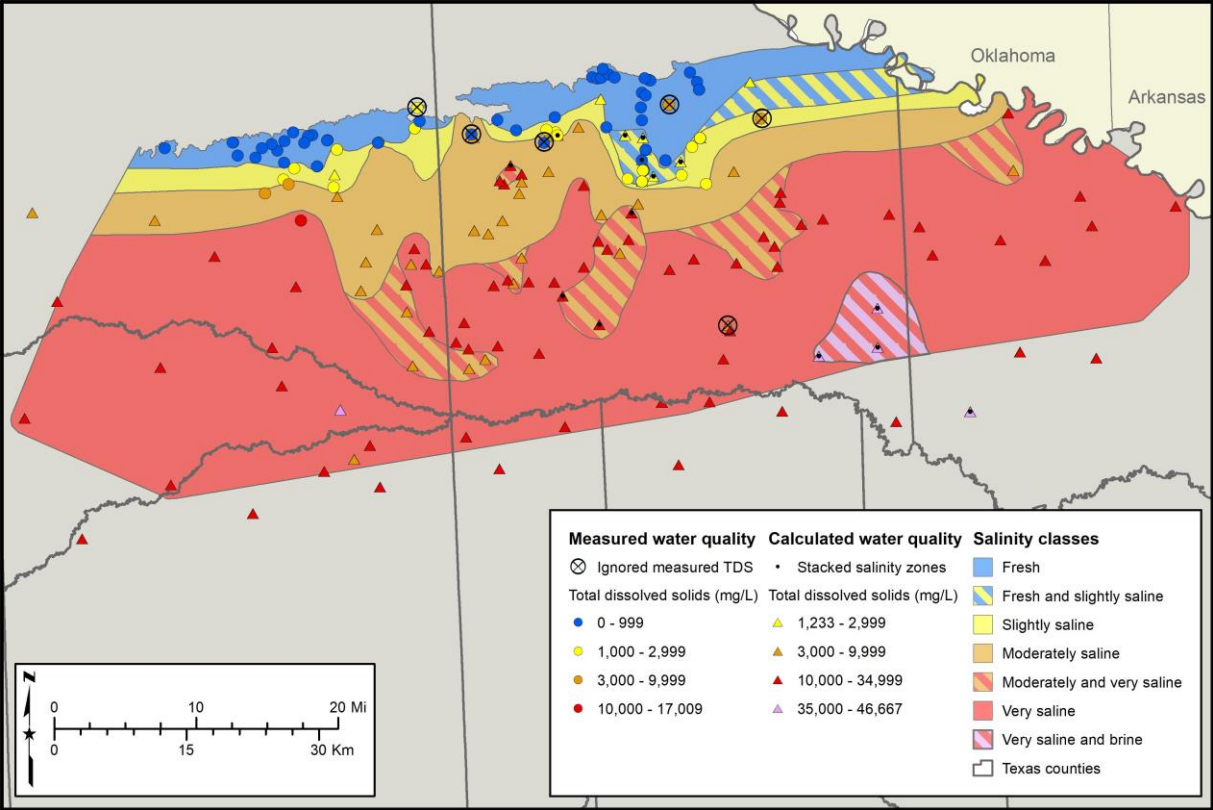 Oklahoma
Arkansas
Measured water quality
Ignored measured TDS
Total dissolved solids (mg/L)
0 - 999
1,000 - 2,999
3,000 - 9,999
10,000 - 17,009
Calculated water quality
Stacked salinity zones
Total dissolved solids (mg/L)
1,233 - 2,999
3,000 - 9,999
10,000 - 34,999
35,000 - 46,667
Salinity classes
Fresh
Fresh and slightly saline
Slightly saline
Moderately saline
Moderately and very saline
Very saline
Very saline and brine
Texas counties
N
0 10 20 Mi
0 15 30 Km